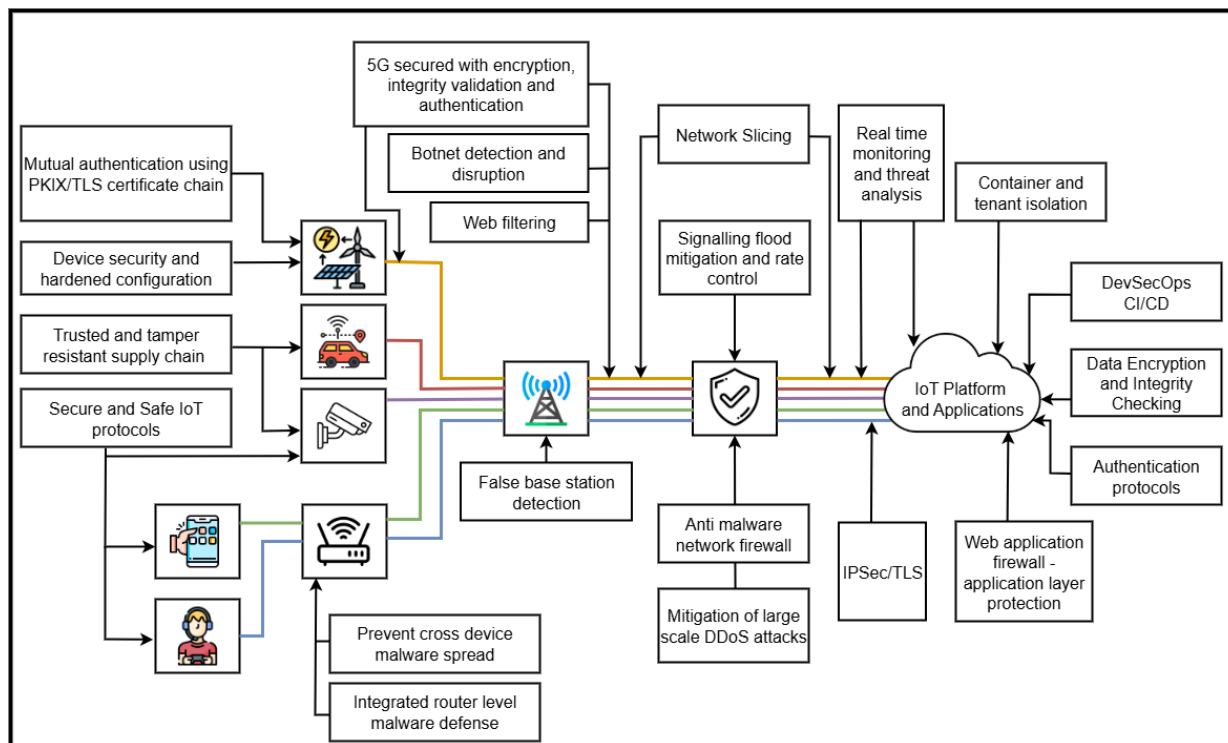 5G secured with encryption,
integrity validation and
authentication
Mutual authentication using
PKIX/TLS certificate chain
Botnet detection and
disruption
Web filtering
Network Slicing
Real time
monitoring
and threat
analysis
Container and
tenant isolation
Device security and
hardened configuration
Signalling flood
mitigation and rate
control
DevSecOps
CI/CD
Trusted and tamper
resistant supply chain
Data Encryption
and Integrity
Checking
Secure and Safe IoT
protocols
IoT Platform
and Applications
False base station
detection
Authentication
protocols
Anti malware
network firewall
IPSec/TLS
Web application
firewall -
application layer
protection
Mitigation of large
scale DDoS attacks
Prevent cross device
malware spread
Integrated router level
malware defense